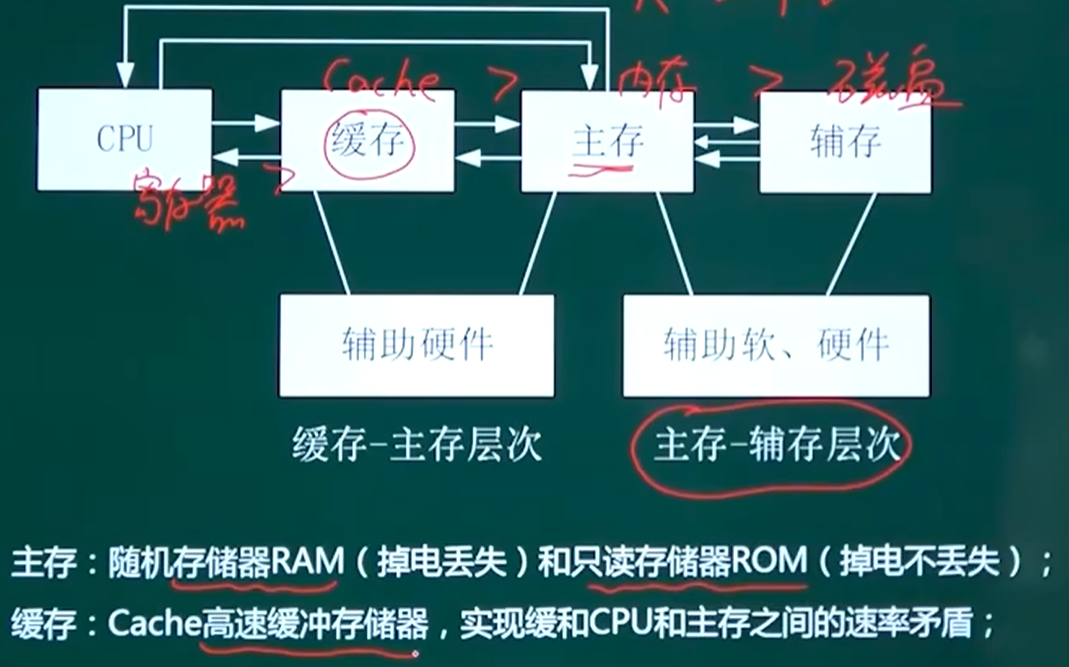 Cache > 内存 > 磁盘
CPU 缓存 主存 辅存
寄存器 >
辅助硬件 辅助软、硬件
缓存-主存层次 主存-辅存层次
主存：随机存储器RAM（掉电丢失）和只读存储器ROM（掉电不丢失）；
缓存：Cache高速缓冲存储器，实现缓和CPU和主存之间的速率矛盾；